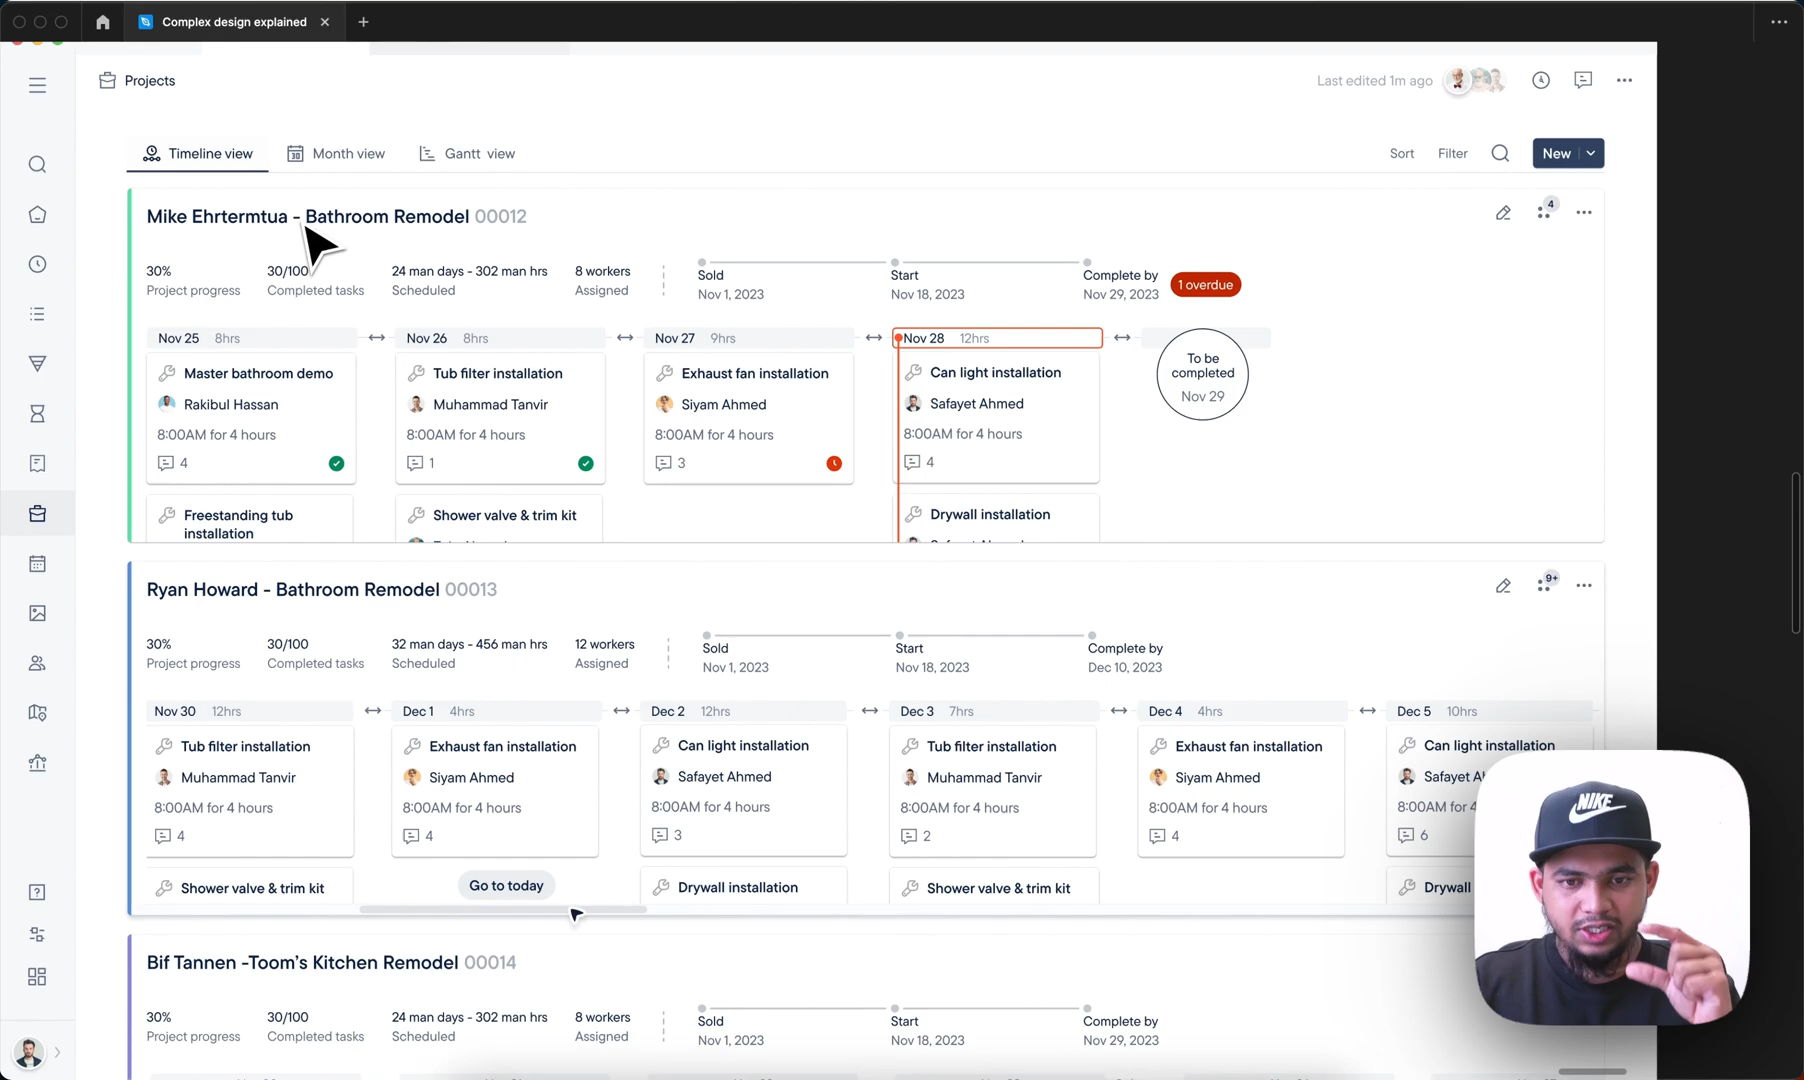 Complex design explained
Projects
Last edited 1m ago
Timeline view
30
Month view
Gantt view
Sort
Filter
New
Mike Ehrtermtua - Bathroom Remodel 00012
4
30%
Project progress
30/100
Completed tasks
24 man days - 302 man hrs
Scheduled
8 workers
Assigned
Sold
Nov 1, 2023
Start
Nov 18, 2023
Complete by
Nov 29, 2023
1 overdue
Nov 25 8hrs
Nov 26 8hrs
Nov 27 9hrs
Nov 28 12hrs
Master bathroom demo
Rakibul Hassan
8:00AM for 4 hours
4
Tub filter installation
Muhammad Tanvir
8:00AM for 4 hours
1
Exhaust fan installation
Siyam Ahmed
8:00AM for 4 hours
3
Can light installation
Safayet Ahmed
8:00AM for 4 hours
4
To be
completed
Nov 29
Freestanding tub
installation
Shower valve & trim kit
Drywall installation
Ryan Howard - Bathroom Remodel 00013
9+
30%
Project progress
30/100
Completed tasks
32 man days - 456 man hrs
Scheduled
12 workers
Assigned
Sold
Nov 1, 2023
Start
Nov 18, 2023
Complete by
Dec 10, 2023
Nov 30 12hrs
Dec 1 4hrs
Dec 2 12hrs
Dec 3 7hrs
Dec 4 4hrs
Dec 5 10hrs
Tub filter installation
Muhammad Tanvir
8:00AM for 4 hours
4
Exhaust fan installation
Siyam Ahmed
8:00AM for 4 hours
4
Can light installation
Safayet Ahmed
8:00AM for 4 hours
3
Tub filter installation
Muhammad Tanvir
8:00AM for 4 hours
2
Exhaust fan installation
Siyam Ahmed
8:00AM for 4 hours
4
Can light installation
Safayet A
8:00AM for 4
6
Shower valve & trim kit
Go to today
Drywall installation
Shower valve & trim kit
Drywall
NIKE
Bif Tannen -Toom's Kitchen Remodel 00014
30%
Project progress
30/100
Completed tasks
24 man days - 302 man hrs
Scheduled
8 workers
Assigned
Sold
Nov 1, 2023
Start
Nov 18, 2023
Complete by
Nov 29, 2023